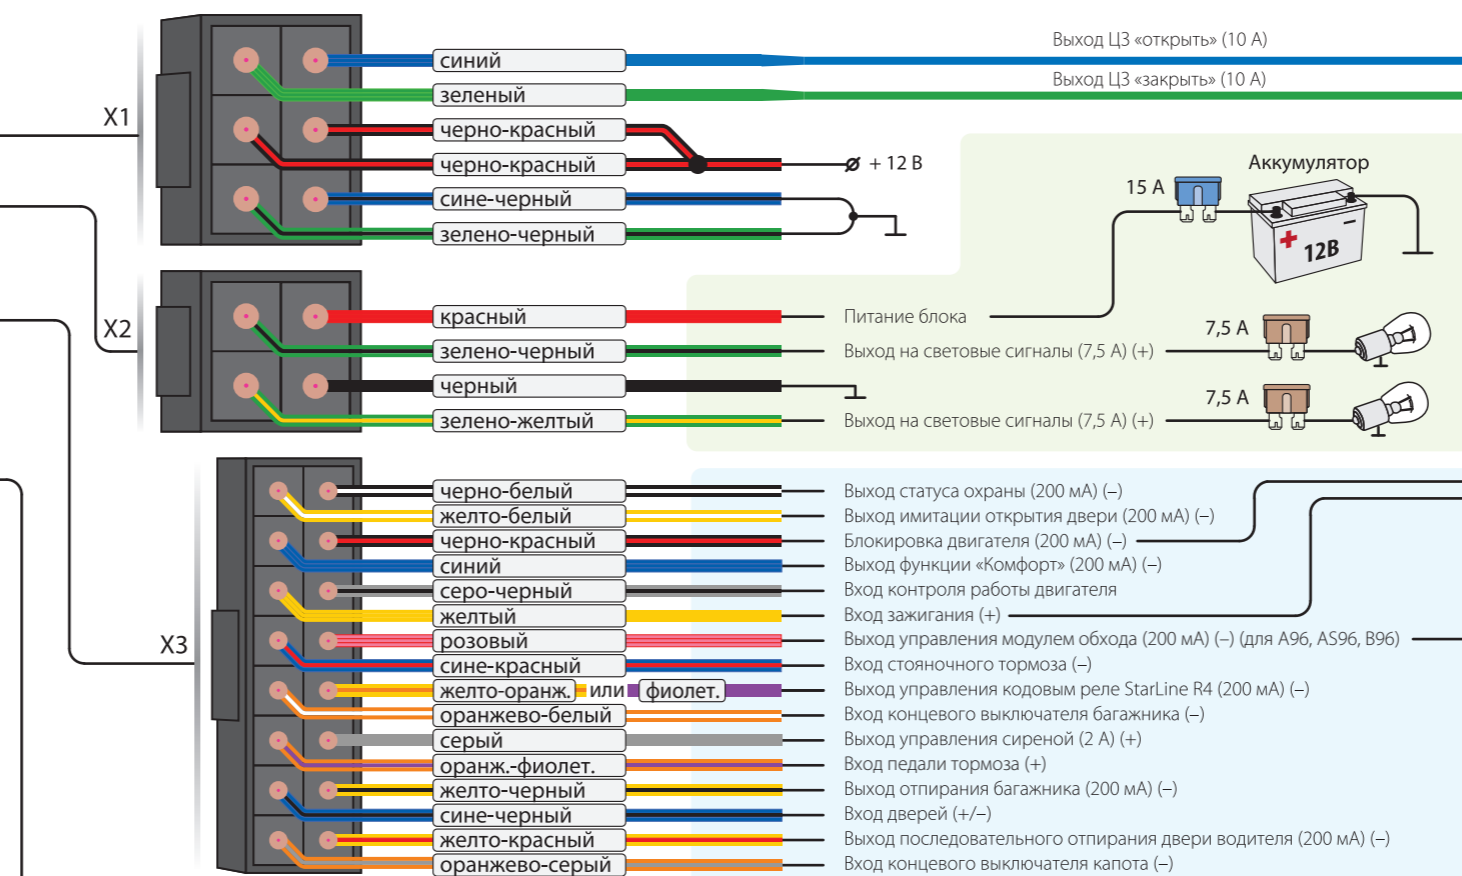 X1
синий
Выход ЦЗ «открыть» (10 А)
зеленый
Выход ЦЗ «закрыть» (10 А)
черно-красный
черно-красный
+ 12 В
сине-черный
зелено-черный
Аккумулятор
15 А
12В
X2
красный
Питание блока
зелено-черный
Выход на световые сигналы (7,5 А) (+)
7,5 А
черный
зелено-желтый
Выход на световые сигналы (7,5 А) (+)
7,5 А
X3
черно-белый
Выход статуса охраны (200 мА) (–)
желто-белый
Выход имитации открытия двери (200 мА) (–)
черно-красный
Блокировка двигателя (200 мА) (–)
синий
Выход функции «Комфорт» (200 мА) (–)
серо-черный
Вход контроля работы двигателя
желтый
Вход зажигания (+)
розовый
Выход управления модулем обхода (200 мА) (–) (для A96, AS96, B96)
сине-красный
Вход стояночного тормоза (–)
желто-оранж. или фиолет.
Выход управления кодовым реле StarLine R4 (200 мА) (–)
оранжево-белый
Вход концевого выключателя багажника (–)
серый
Выход управления сиреной (2 А) (+)
оранж.-фиолет.
Вход педали тормоза (+)
желто-черный
Выход отпирания багажника (200 мА) (–)
сине-черный
Вход дверей (+/–)
желто-красный
Выход последовательного отпирания двери водителя (200 мА) (–)
оранжево-серый
Вход концевого выключателя капота (–)